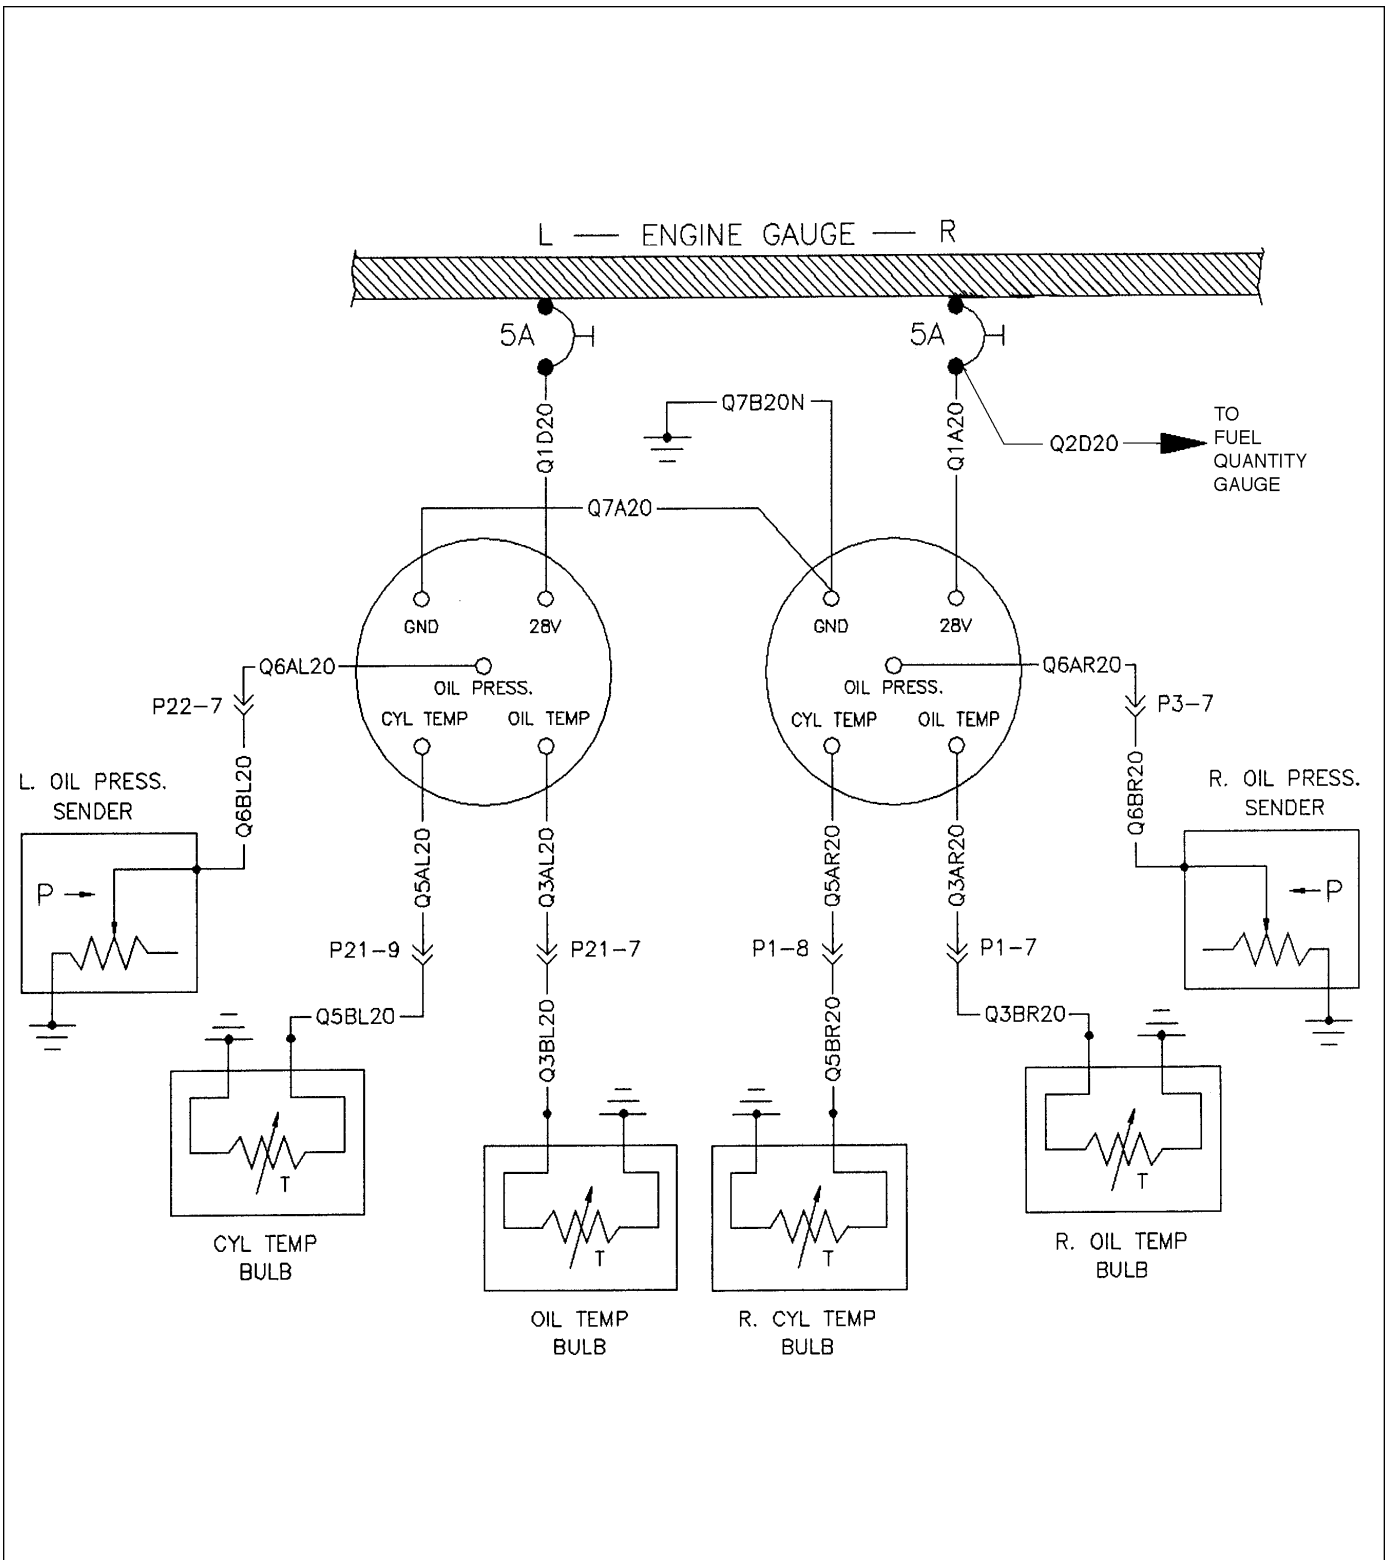 L — ENGINE GAUGE — R
5A
5A
Q1D20
Q7B20N
Q1A20
Q2D20
TO
FUEL
QUANTITY
GAUGE
Q7A20
GND
28V
GND
28V
Q6AL20
OIL PRESS.
OIL PRESS.
Q6AR20
P22-7
CYL TEMP
OIL TEMP
CYL TEMP
OIL TEMP
P3-7
L. OIL PRESS.
SENDER
Q6BL20
Q6BR20
R. OIL PRESS.
SENDER
P
Q5AL20
Q3AL20
Q5AR20
Q3AR20
P
P21-9
P21-7
P1-8
P1-7
Q5BL20
Q3BL20
Q5BR20
Q3BR20
T
T
T
T
CYL TEMP
BULB
R. OIL TEMP
BULB
OIL TEMP
BULB
R. CYL TEMP
BULB